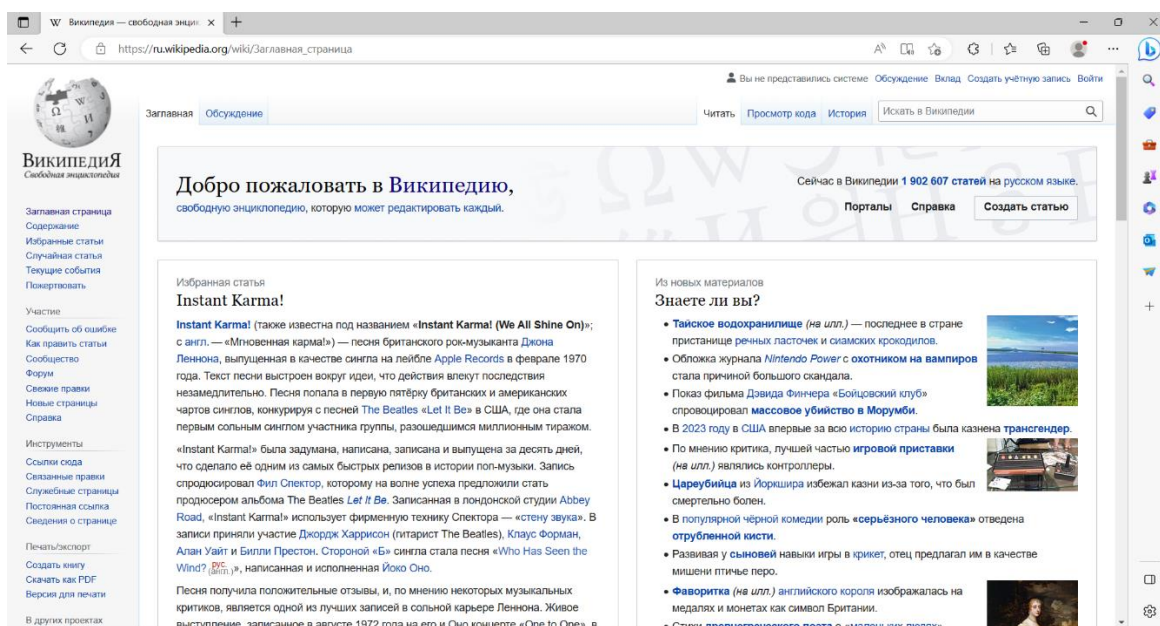 Википедия — свободная энцик
https://ru.wikipedia.org/wiki/Заглавная_страница
Вы не представились системе Обсуждение Вклад Создать учётную запись Войти
Заглавная Обсуждение
Читать Просмотр кода История Искать в Википедии
ВикипедиЯ
Свободная энциклопедия
Заглавная страница
Содержание
Избранные статьи
Случайная статья
Текущие события
Пожертвовать
Участие
Сообщить об ошибке
Как править статьи
Сообщество
Форум
Свежие правки
Новые страницы
Справка
Инструменты
Ссылки сюда
Связанные правки
Служебные страницы
Постоянная ссылка
Сведения о странице
Печать/экспорт
Создать книгу
Скачать как PDF
Версия для печати
В других проектах
Добро пожаловать в Википедию,
свободную энциклопедию, которую может редактировать каждый.
Сейчас в Википедии 1 902 607 статей на русском языке.
Порталы Справка Создать статью
Избранная статья
Instant Karma!
Instant Karma! (также известна под названием «Instant Karma! (We All Shine On)»;
с англ. — «Мгновенная карма!») — песня британского рок-музыканта Джона
Леннона, выпущенная в качестве сингла на лейбле Apple Records в феврале 1970
года. Текст песни выстроен вокруг идеи, что действия влекут последствия
незамедлительно. Песня попала в первую пятёрку британских и американских
чартов синглов, конкурируя с песней The Beatles «Let It Be» в США, где она стала
первым сольным синглом участника группы, разошедшимся миллионным тиражом.
«Instant Karma!» была задумана, написана, записана и выпущена за десять дней,
что сделало её одним из самых быстрых релизов в истории поп-музыки. Запись
спродюсировал Фил Спектор, которому на волне успеха предложили стать
продюсером альбома The Beatles Let It Be. Записанная в лондонской студии Abbey
Road, «Instant Karma!» использует фирменную технику Спектора — «стену звука». В
записи приняли участие Джордж Харрисон (гитарист The Beatles), Клаус Форман,
Алан Уайт и Билли Престон. Стороной «Б» сингла стала песня «Who Has Seen the
Wind? рус. (англ.)», написанная и исполненная Йоко Оно.
Песня получила положительные отзывы, и, по мнению некоторых музыкальных
критиков, является одной из лучших записей в сольной карьере Леннона. Живое
выступление, записанное в августе 1972 года на его и Оно концерте «One to One», в
Из новых материалов
Знаете ли вы?
Тайское водохранилище (на илл.) — последнее в стране
пристанище речных ласточек и сиамских крокодилов.
Обложка журнала Nintendo Power с охотником на вампиров
стала причиной большого скандала.
Показ фильма Дэвида Финчера «Бойцовский клуб»
спровоцировал массовое убийство в Морумби.
В 2023 году в США впервые за всю историю страны была казнена трансгендер.
По мнению критика, лучшей частью игровой приставки
(на илл.) являлись контроллеры.
Цареубийца из Йоркшира избежал казни из-за того, что был
смертельно болен.
В популярной чёрной комедии роль «серьёзного человека» отведена
отрубленной кисти.
Развивая у сыновей навыки игры в крикет, отец предлагал им в качестве
мишени птичье перо.
Фаворитка (на илл.) английского короля изображалась на
медалях и монетах как символ Британии.
Стихи древнегреческого поэта о «маленьких людях»